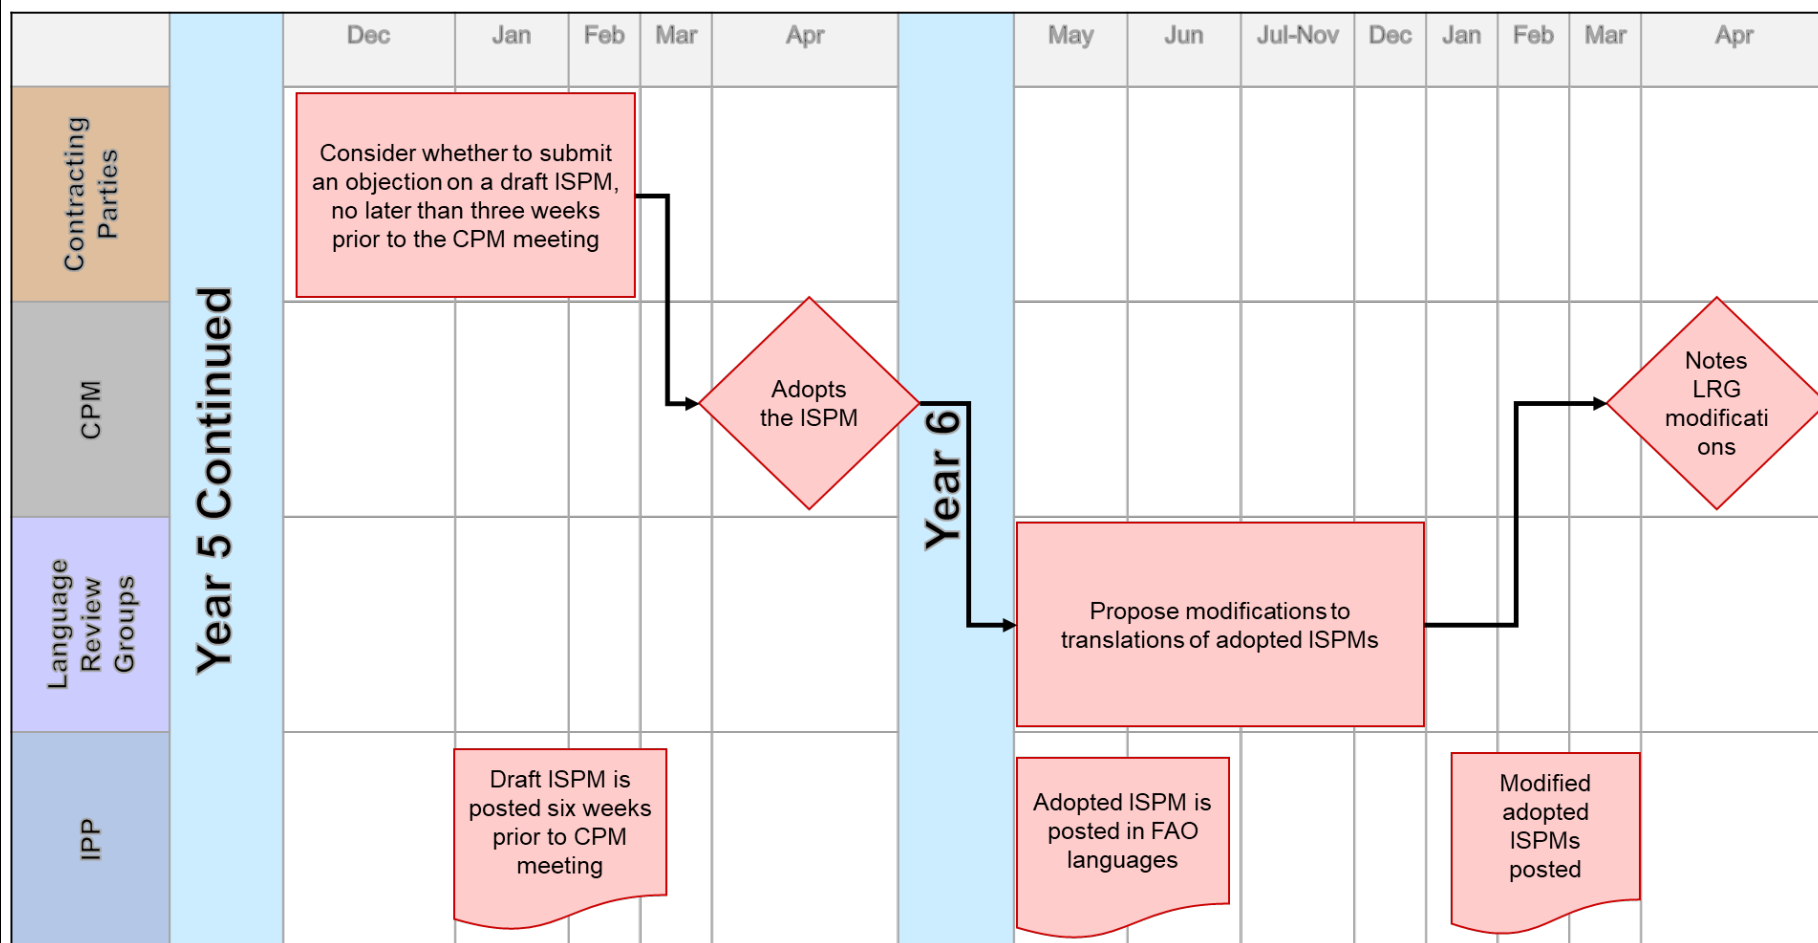 Dec
Jan
Feb
Mar
Apr
May
Jun
Jul-Nov
Dec
Jan
Feb
Mar
Apr
Contracting
Parties
Year 5 Continued
Consider whether to submit
an objection on a draft ISPM,
no later than three weeks
prior to the CPM meeting
CPM
Adopts
the ISPM
Year 6
Notes
LRG
modificati
ons
Language
Review
Groups
Propose modifications to
translations of adopted ISPMs
IPP
Draft ISPM is
posted six weeks
prior to CPM
meeting
Adopted ISPM is
posted in FAO
languages
Modified
adopted
ISPMs
posted